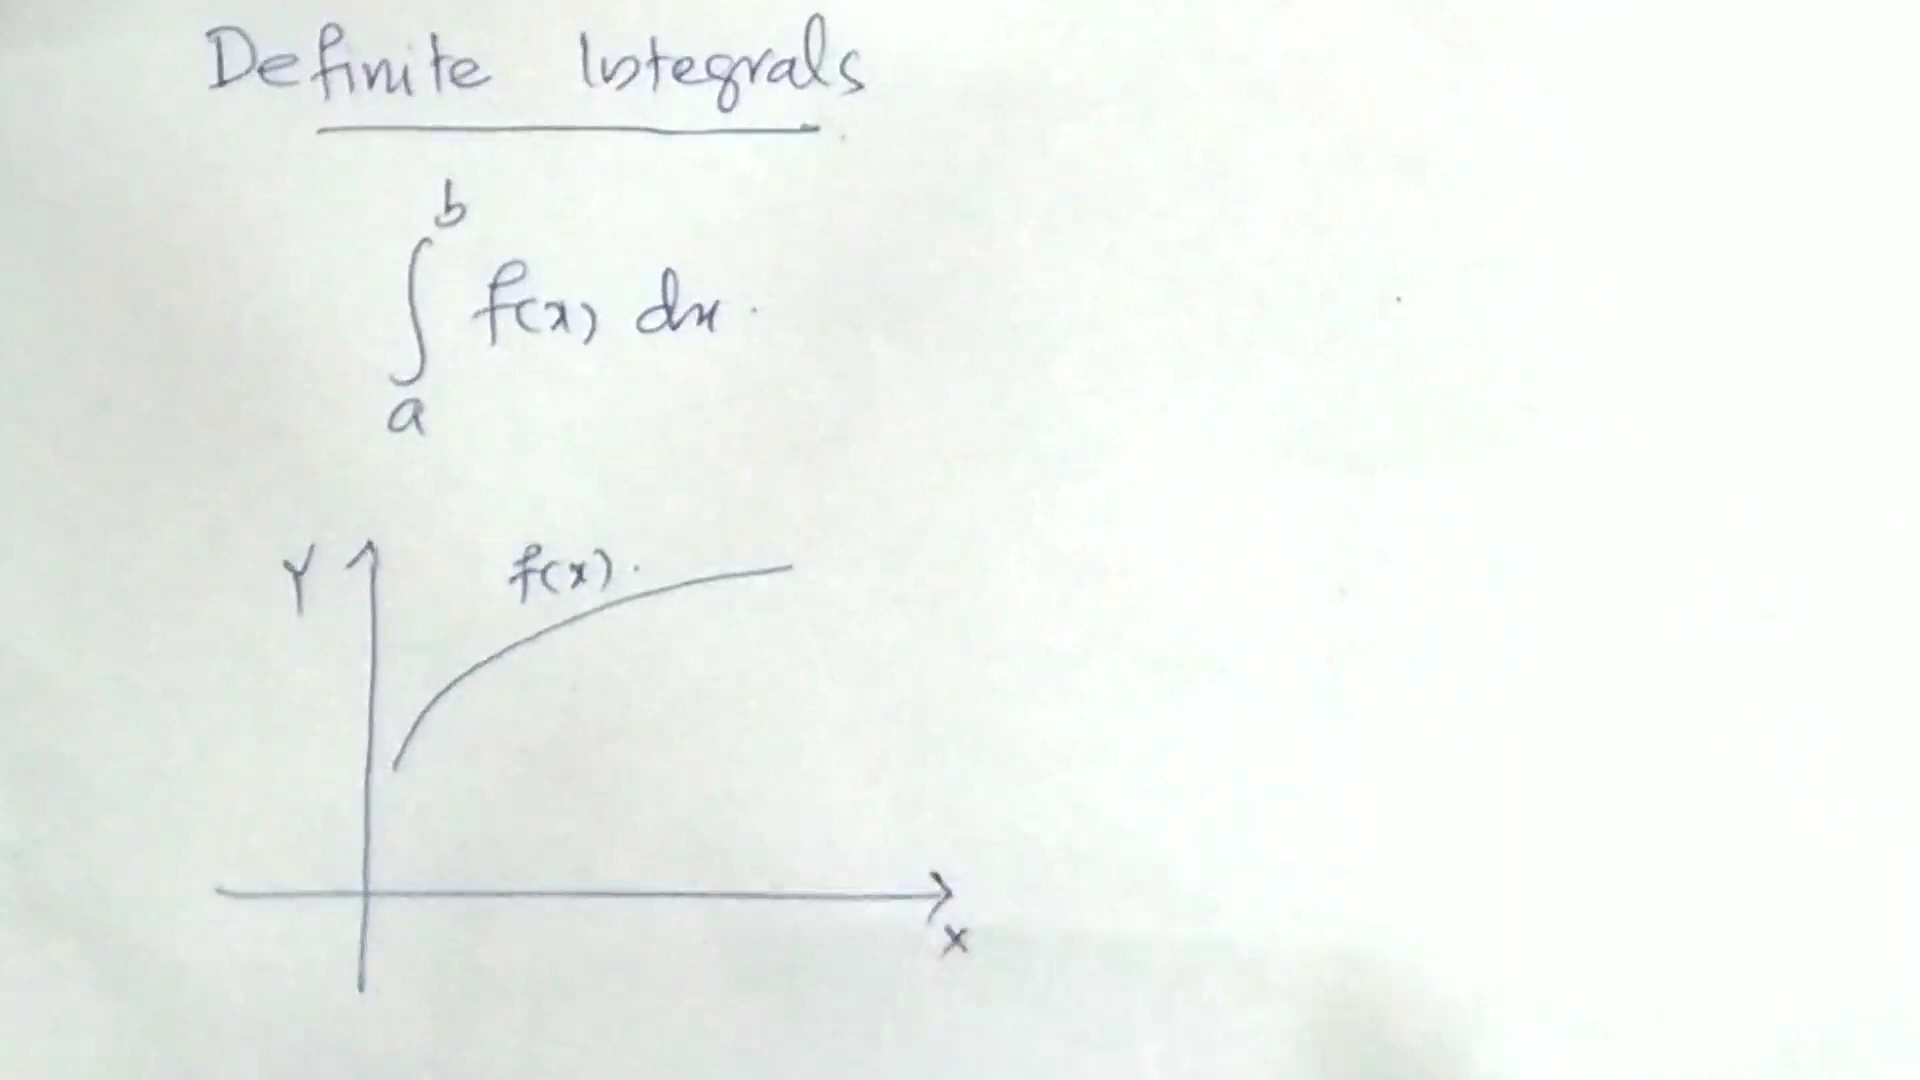 Definite Integrals
b
∫ f(x) dx.
a
Y
f(x).
x